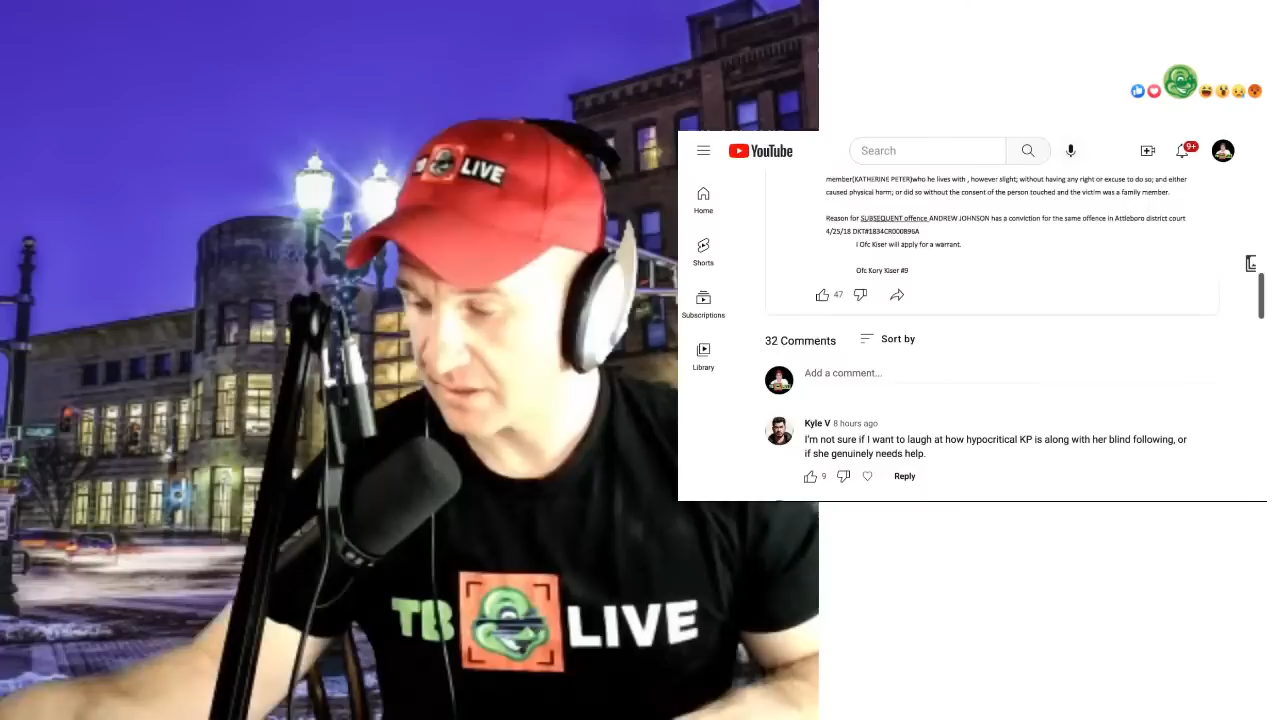 TB LIVE
TB LIVE
YouTube
Search
9+
Home
Shorts
Subscriptions
Library
member(KATHERINE PETER)who he lives with , however slight; without having any right or excuse to do so; and either
caused physical harm; or did so without the consent of the person touched and the victim was a family member.
Reason for SUBSEQUENT offence ANDREW JOHNSON has a conviction for the same offence in Attleboro district court
4/25/18 DKT#1834CR000896A
I Ofc Kiser will apply for a warrant.
Ofc Kory Kiser #9
47
32 Comments
Sort by
Add a comment...
Kyle V 8 hours ago
I'm not sure if I want to laugh at how hypocritical KP is along with her blind following, or
if she genuinely needs help.
9
Reply